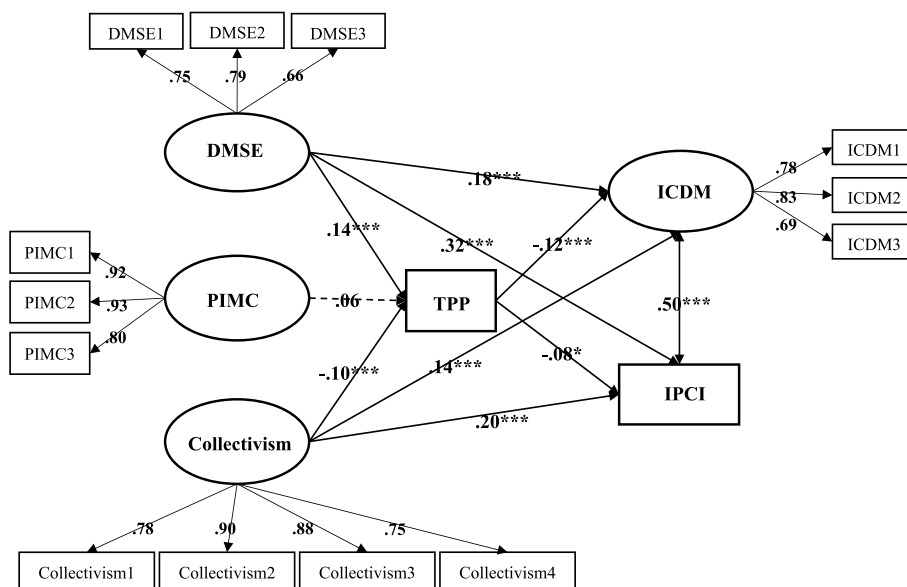 DMSE1
DMSE2
DMSE3
.75
.79
.66
DMSE
ICDM
ICDM1
ICDM2
ICDM3
.78
.83
.69
.18***
.14***
.32***
-.12***
PIMC1
PIMC2
PIMC3
.92
.93
.80
PIMC
.06
TPP
.50***
-.10***
.14***
-.08*
IPCI
.20***
Collectivism
.78
.90
.88
.75
Collectivism1
Collectivism2
Collectivism3
Collectivism4